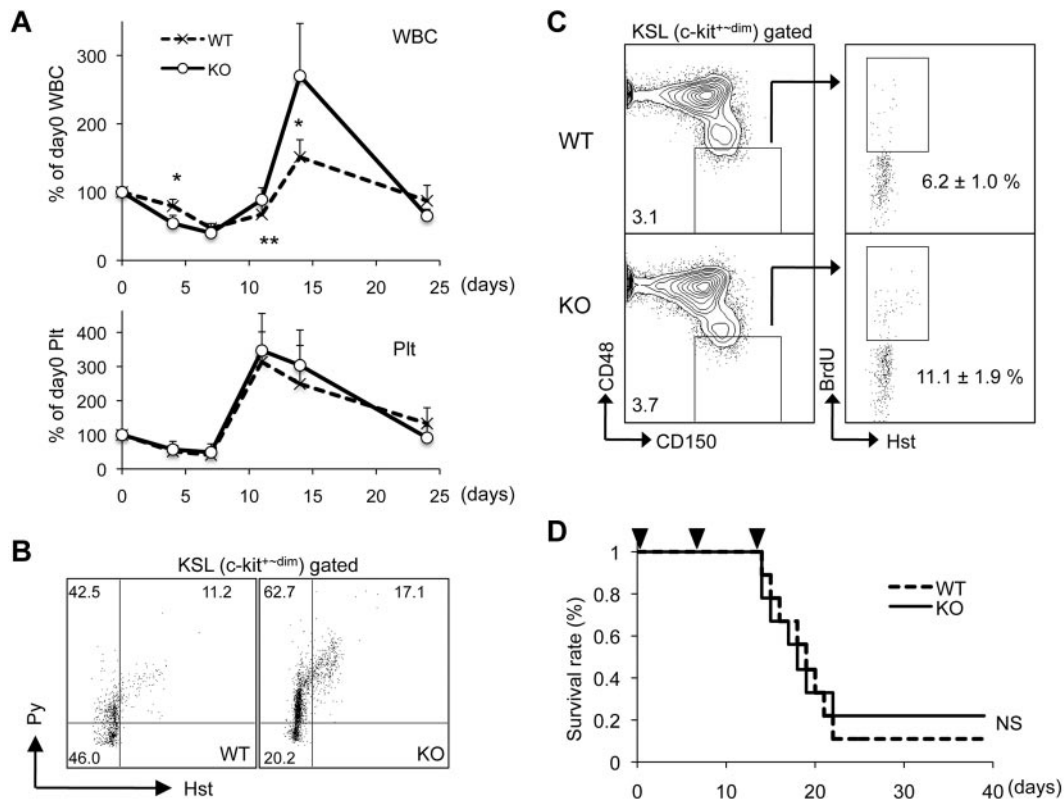 A
WBC
WT
KO
% of day0 WBC
300
200
100
0
*
*
**
0 5 10 15 20 25 (days)
Plt
% of day0 Plt
400
300
200
100
0
0 5 10 15 20 25 (days)
B
KSL (c-kit+~dim) gated
42.5 11.2 62.7 17.1
46.0 WT 20.2 KO
Py
Hst
C
KSL (c-kit+~dim) gated
WT
3.1
6.2 ± 1.0 %
KO
3.7
11.1 ± 1.9 %
CD48
CD150
BrdU
Hst
D
WT
KO
Survival rate (%)
1
0.8
0.6
0.4
0.2
0
NS
0 10 20 30 40 (days)